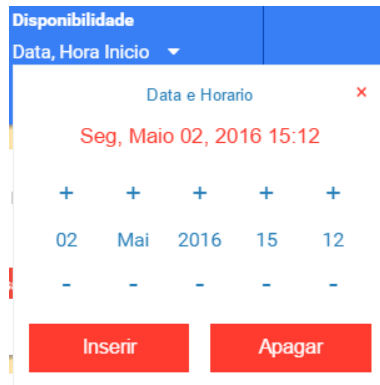 Disponibilidade
Data, Hora Inicio
Data e Horario ×
Seg, Maio 02, 2016 15:12
+ + + + +
02 Mai 2016 15 12
- - - - -
Inserir Apagar